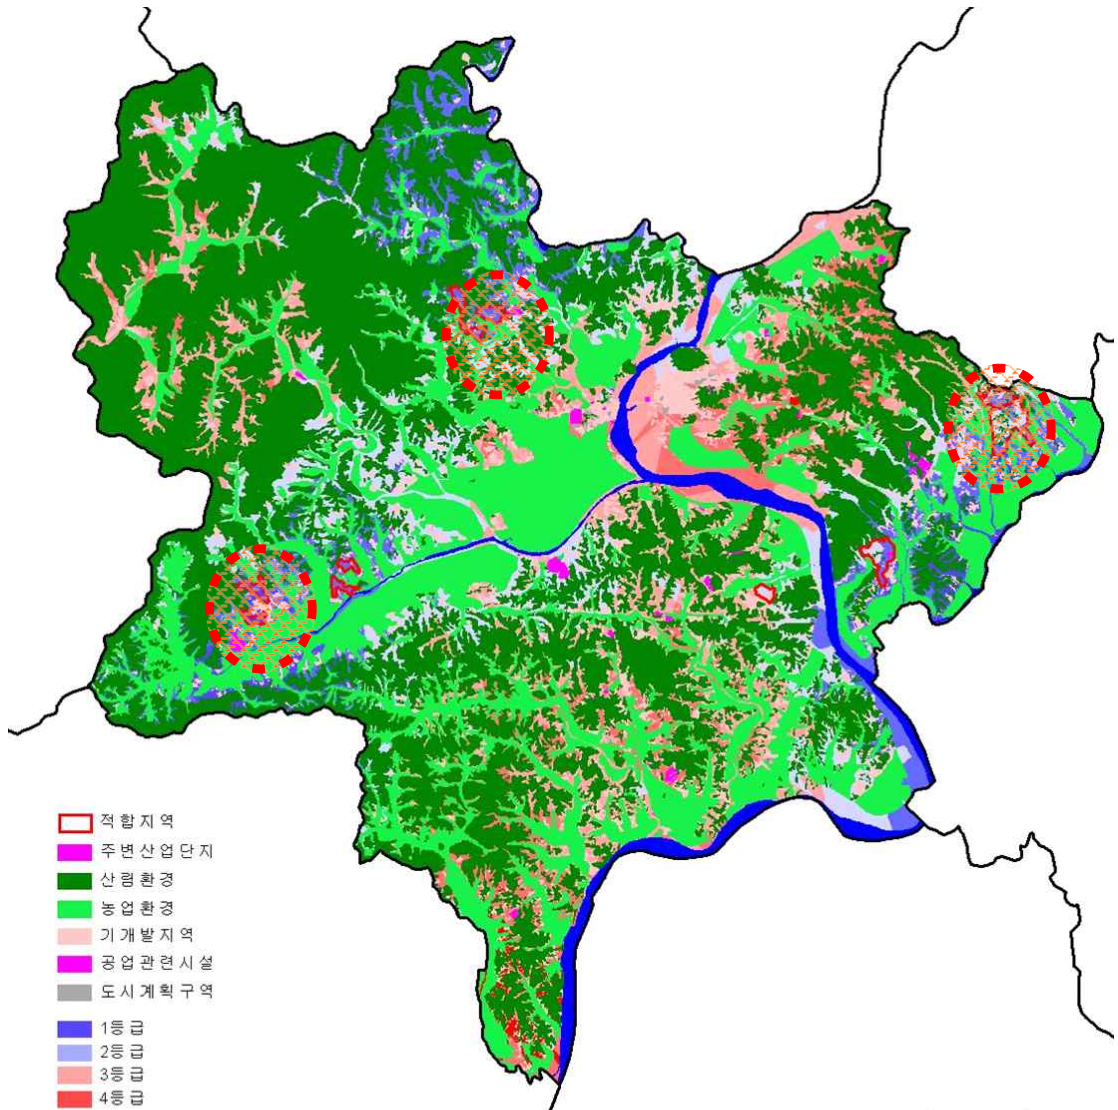 적합지역
주변산업단지
산림환경
농업환경
기개발지역
공업관련시설
도시계획구역
1등급
2등급
3등급
4등급